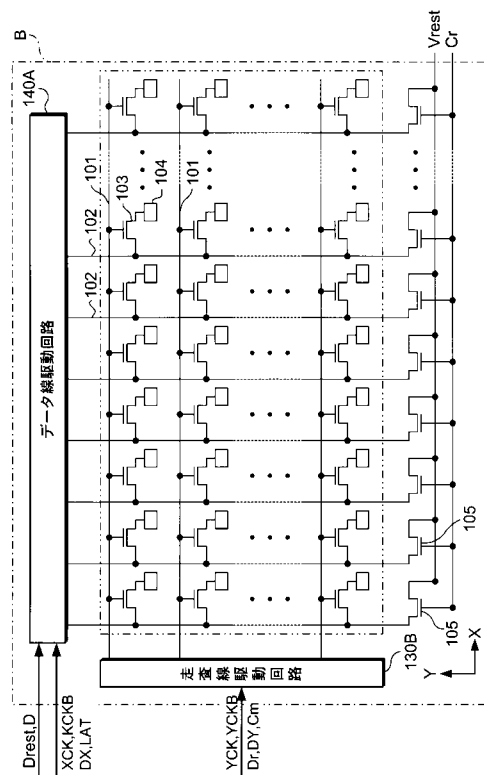 B
140A
データ線駆動回路
Drest,D
XCK,KCKB
DX,LAT
101
102
103
104
101
102
走査線駆動回路
130B
YCK,YCKB
Dr,DY,Cm
Vrest
Cr
105
105
Y
X